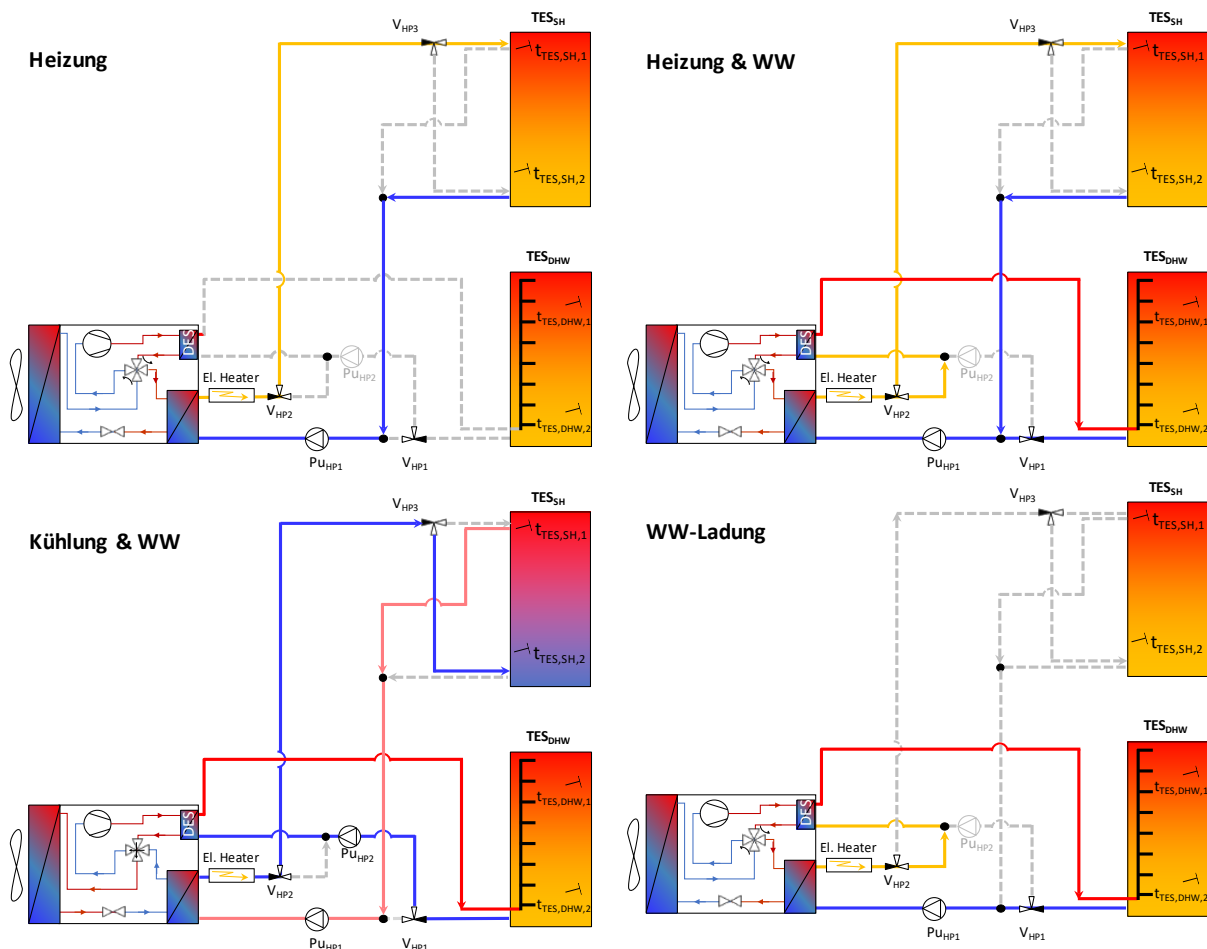 Heizung
V_HP3
TES_SH
t_TES,SH,1
t_TES,SH,2
TES_DHW
t_TES,DHW,1
t_TES,DHW,2
DES
El. Heater
V_HP2
Pu_HP2
Pu_HP1
V_HP1
Heizung & WW
V_HP3
TES_SH
t_TES,SH,1
t_TES,SH,2
TES_DHW
t_TES,DHW,1
t_TES,DHW,2
DES
El. Heater
V_HP2
Pu_HP2
Pu_HP1
V_HP1
Kühlung & WW
V_HP3
TES_SH
t_TES,SH,1
t_TES,SH,2
TES_DHW
t_TES,DHW,1
t_TES,DHW,2
DES
El. Heater
V_HP2
Pu_HP2
Pu_HP1
V_HP1
WW-Ladung
V_HP3
TES_SH
t_TES,SH,1
t_TES,SH,2
TES_DHW
t_TES,DHW,1
t_TES,DHW,2
DES
El. Heater
V_HP2
Pu_HP2
Pu_HP1
V_HP1